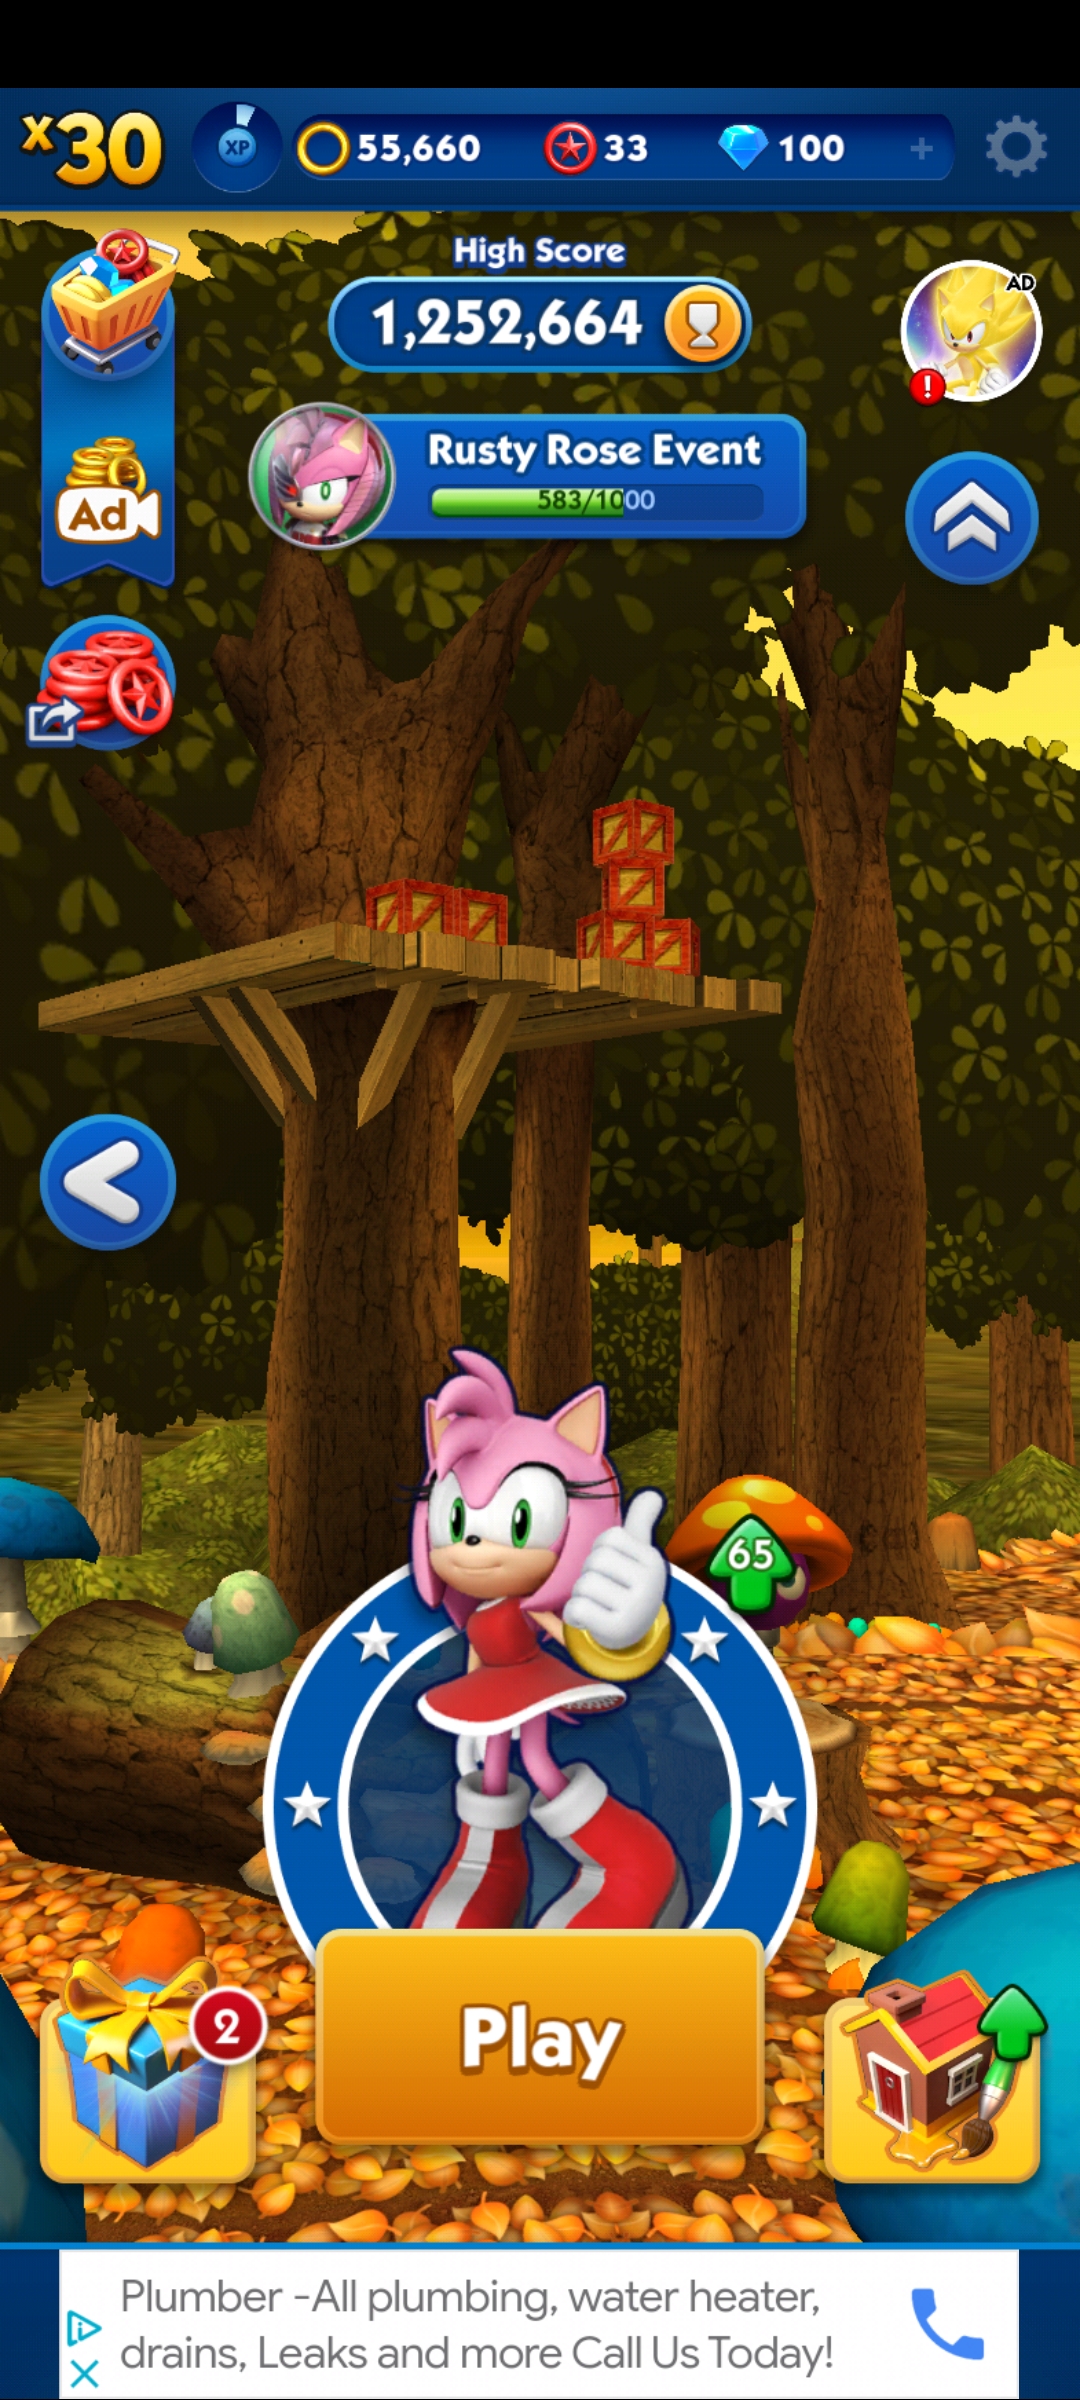 x30
XP
55,660
33
100
+
High Score
1,252,664
AD
!
Rusty Rose Event
583/1000
Ad
65
2
Play
Plumber -All plumbing, water heater,
drains, Leaks and more Call Us Today!